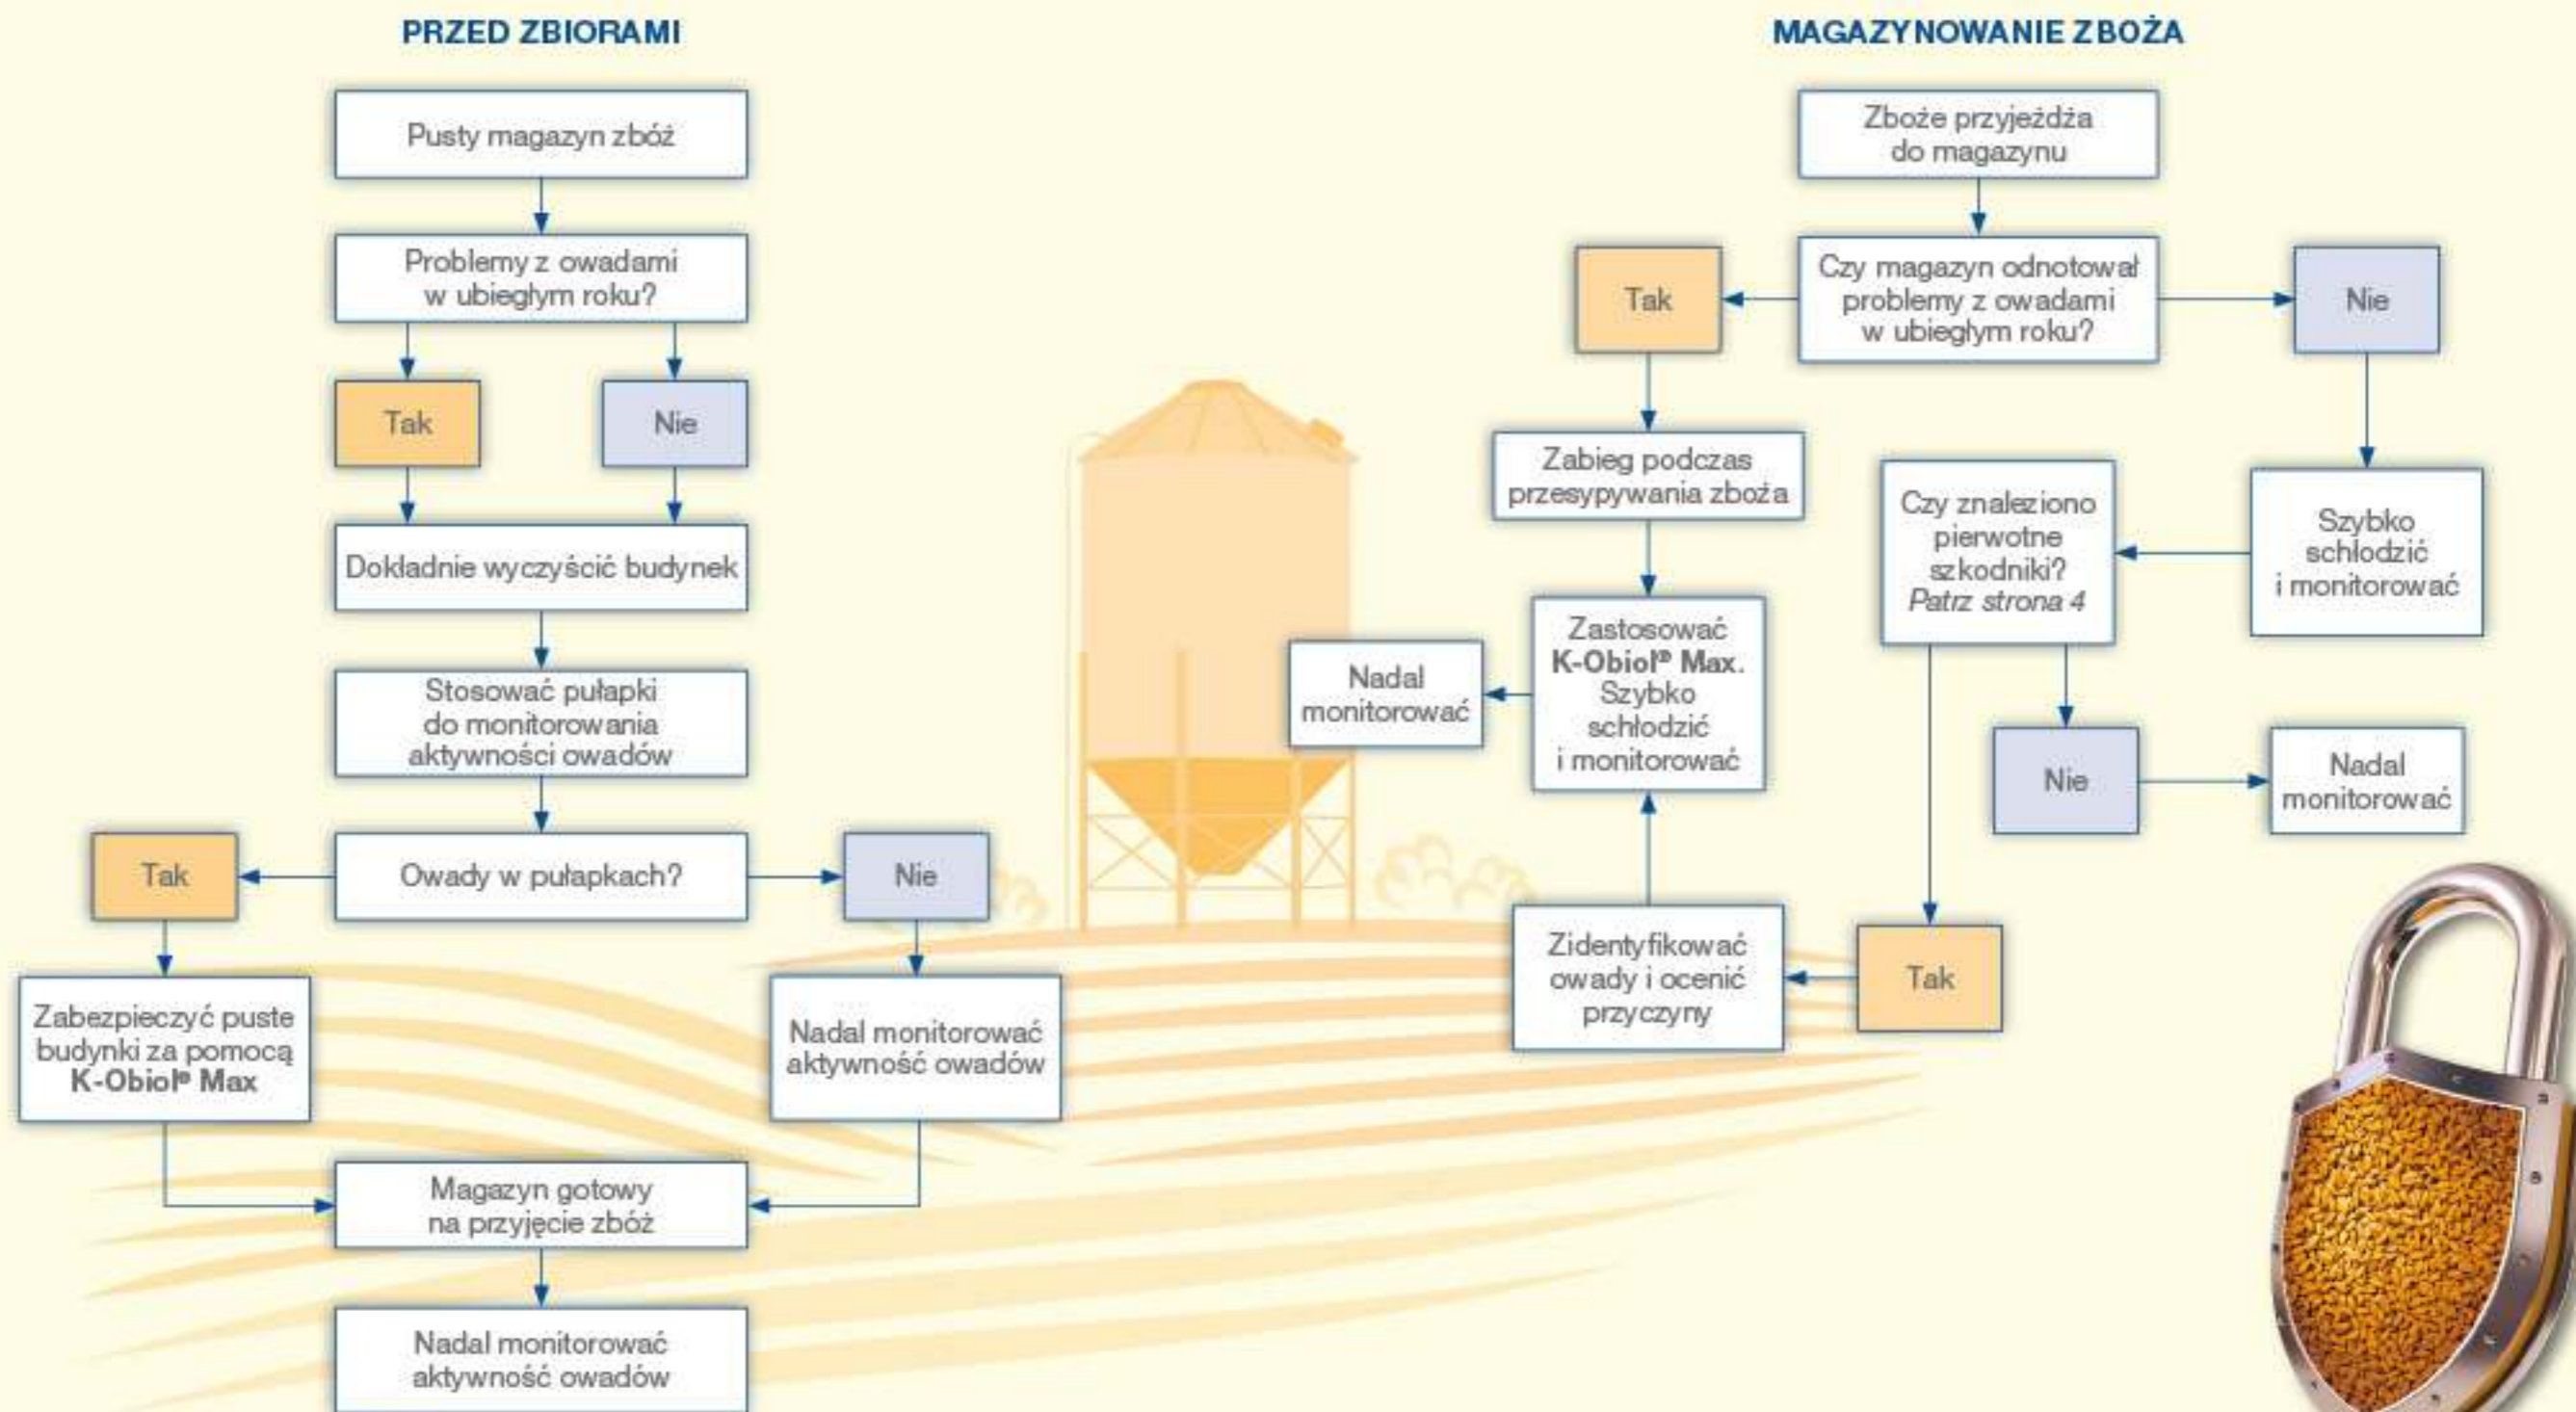 PRZED ZBIORAMI
Pusty magazyn zbóż
Problemy z owadami
w ubiegłym roku?
Tak
Nie
Dokładnie wyczyścić budynek
Stosować pułapki
do monitorowania
aktywności owadów
Owady w pułapkach?
Tak
Nie
Zabezpieczyć puste
budynki za pomocą
K-Obiol® Max
Nadal monitorować
aktywność owadów
Magazyn gotowy
na przyjęcie zbóż
Nadal monitorować
aktywność owadów
MAGAZYNOWANIE ZBOŻA
Zboże przyjeżdża
do magazynu
Czy magazyn odnotował
problemy z owadami
w ubiegłym roku?
Tak
Nie
Zabieg podczas
przesypywania zboża
Zastosować
K-Obiol® Max.
Szybko
schłodzić
i monitorować
Nadal
monitorować
Szybko
schłodzić
i monitorować
Czy znaleziono
pierwotne
szkodniki?
Patrz strona 4
Nie
Nadal
monitorować
Tak
Zidentyfikować
owady i ocenić
przyczyny